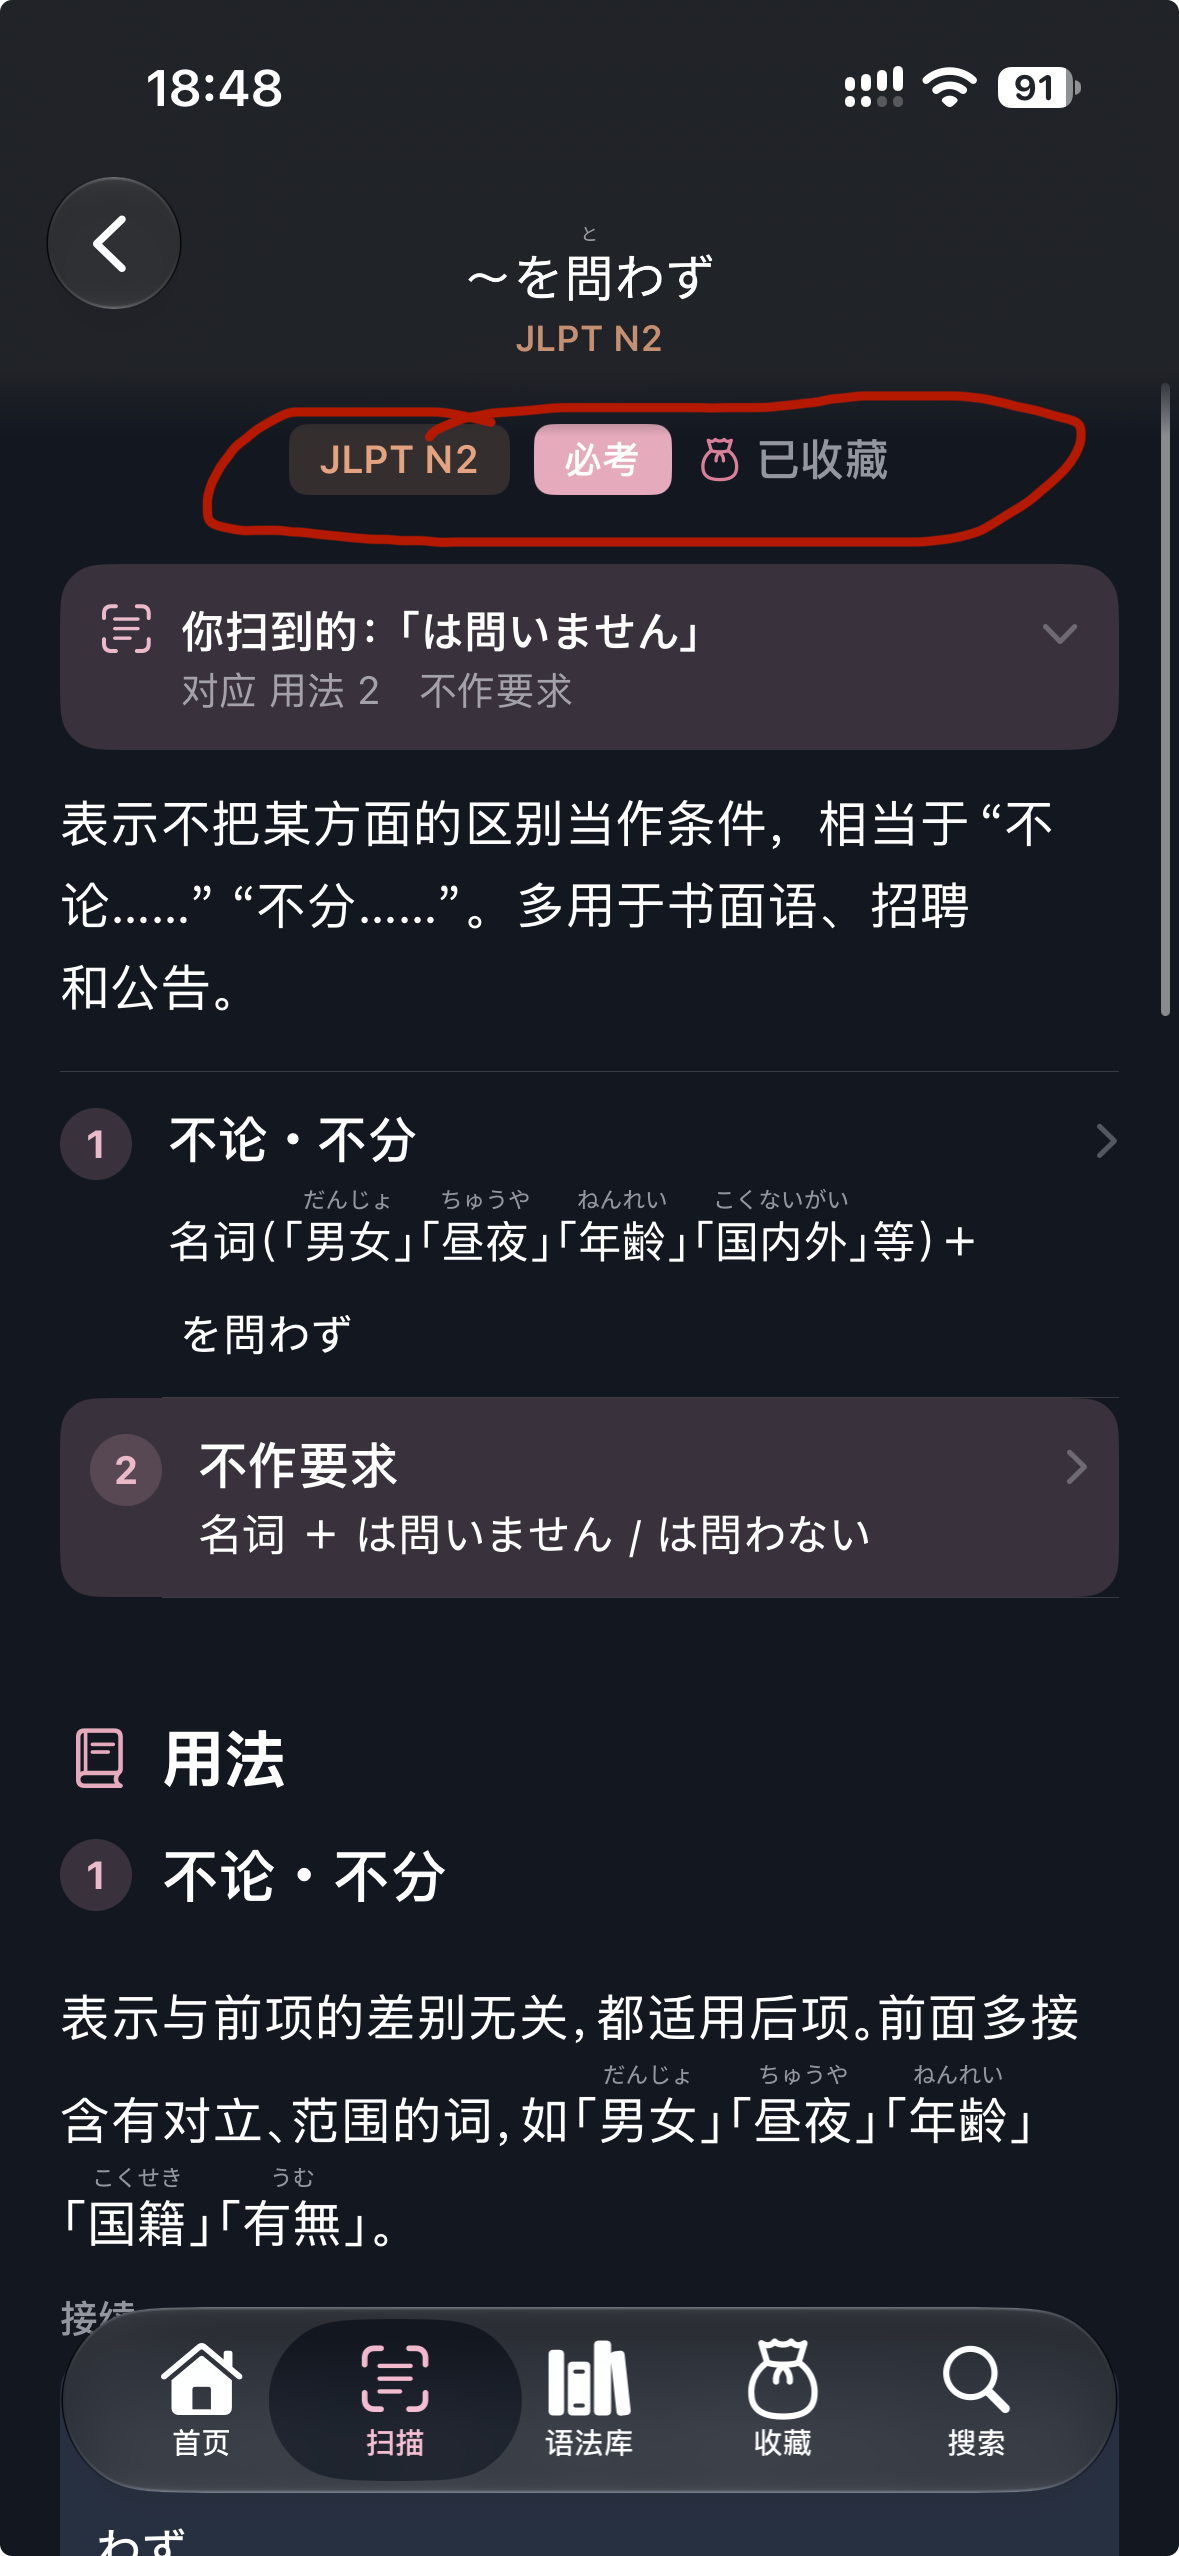 18:48
91
と
～を問わず
JLPT N2
JLPT N2 必考 已收藏
你扫到的：「は問いません」
对应 用法 2 不作要求
表示不把某方面的区别当作条件，相当于“不
论……”“不分……”。多用于书面语、招聘
和公告。
1 不论・不分
だんじょ ちゅうや ねんれい こくないがい
名词(「男女」「昼夜」「年齢」「国内外」等)＋
を問わず
2 不作要求
名词 ＋ は問いません / は問わない
用法
1 不论・不分
表示与前项的差别无关，都适用后项。前面多接
だんじょ ちゅうや ねんれい
含有对立、范围的词，如「男女」「昼夜」「年齢」
こくせき うむ
「国籍」「有無」。
接续
首页 扫描 语法库 收藏 搜索
わず